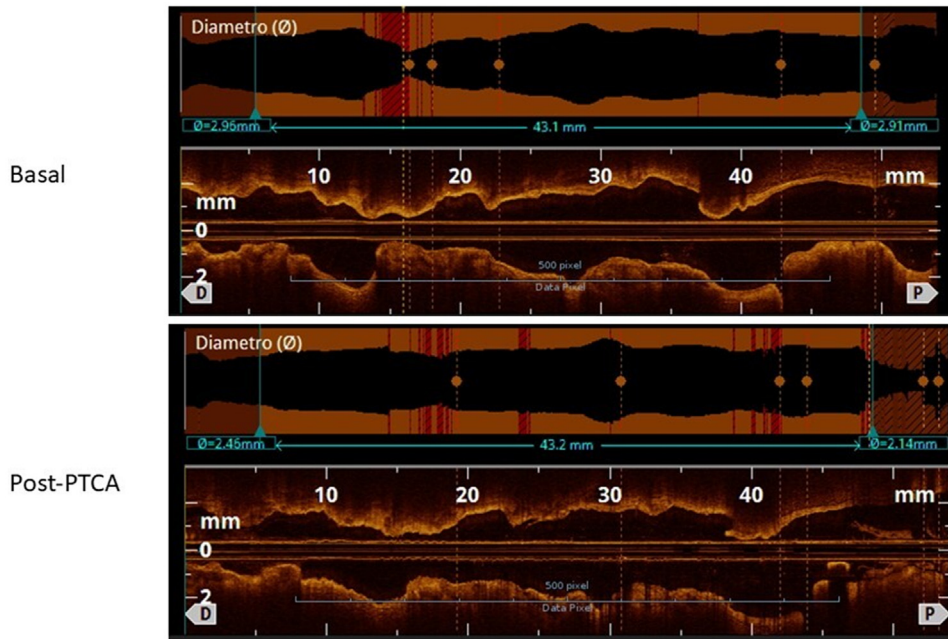 Basal
Diametro (Ø)
Ø=2.96mm 43.1 mm Ø=2.91mm
10 20 30 40 mm
mm
0
2
500 pixel
Data Pixel
D P
Post-PTCA
Diametro (Ø)
Ø=2.46mm 43.2 mm Ø=2.14mm
10 20 30 40 mm
mm
0
2
500 pixel
Data Pixel
D P